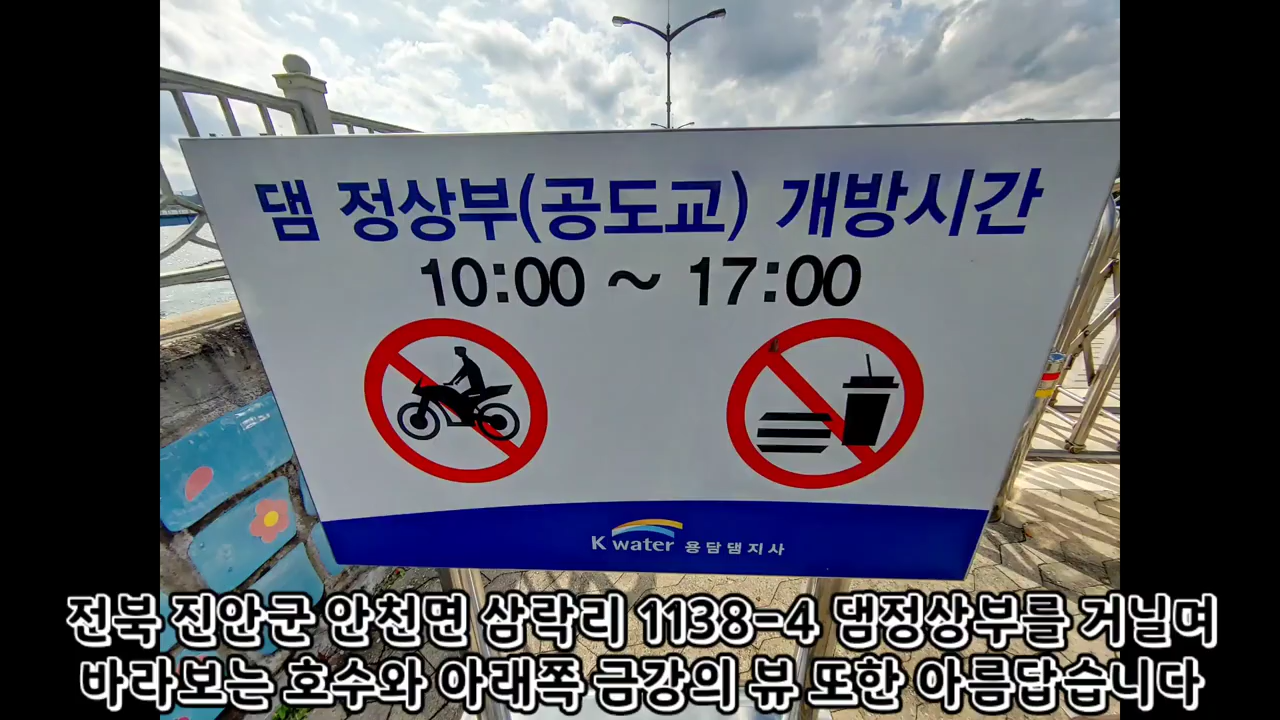 댐 정상부(공도교) 개방시간
10:00 ~ 17:00
K water 용담댐지사
전북 진안군 안천면 삼락리 1138-4 댐정상부를 거닐며
바라보는 호수와 아래쪽 금강의 뷰 또한 아름답습니다